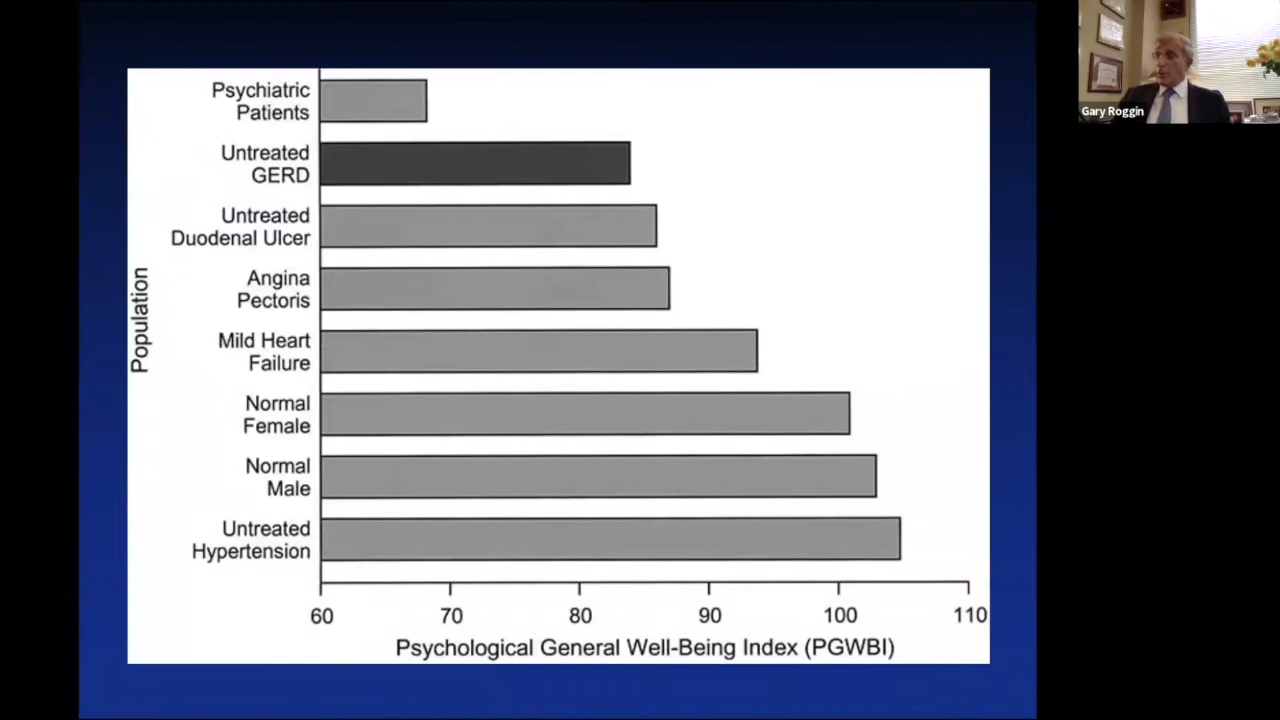 Psychiatric
Patients
Untreated
GERD
Untreated
Duodenal Ulcer
Angina
Pectoris
Mild Heart
Failure
Normal
Female
Normal
Male
Untreated
Hypertension
Population
60 70 80 90 100 110
Psychological General Well-Being Index (PGWBI)
Gary Roggin